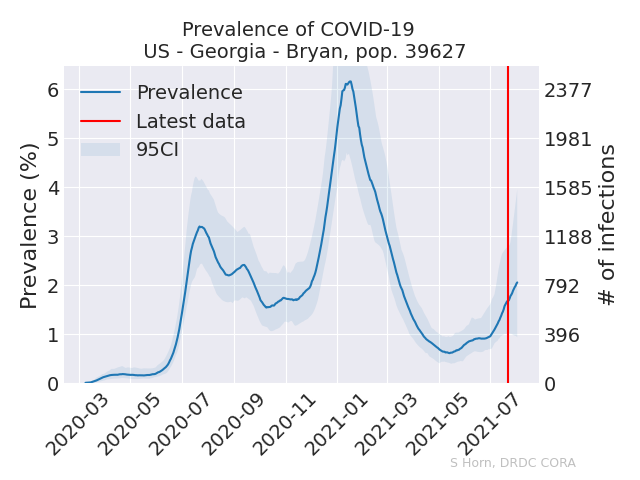 Prevalence of COVID-19
US - Georgia - Bryan, pop. 39627
Prevalence
Latest data
95CI
Prevalence (%)
6
5
4
3
2
1
0
2377
1981
1585
1188
792
396
0
# of infections
2020-03
2020-05
2020-07
2020-09
2020-11
2021-01
2021-03
2021-05
2021-07
S Horn, DRDC CORA